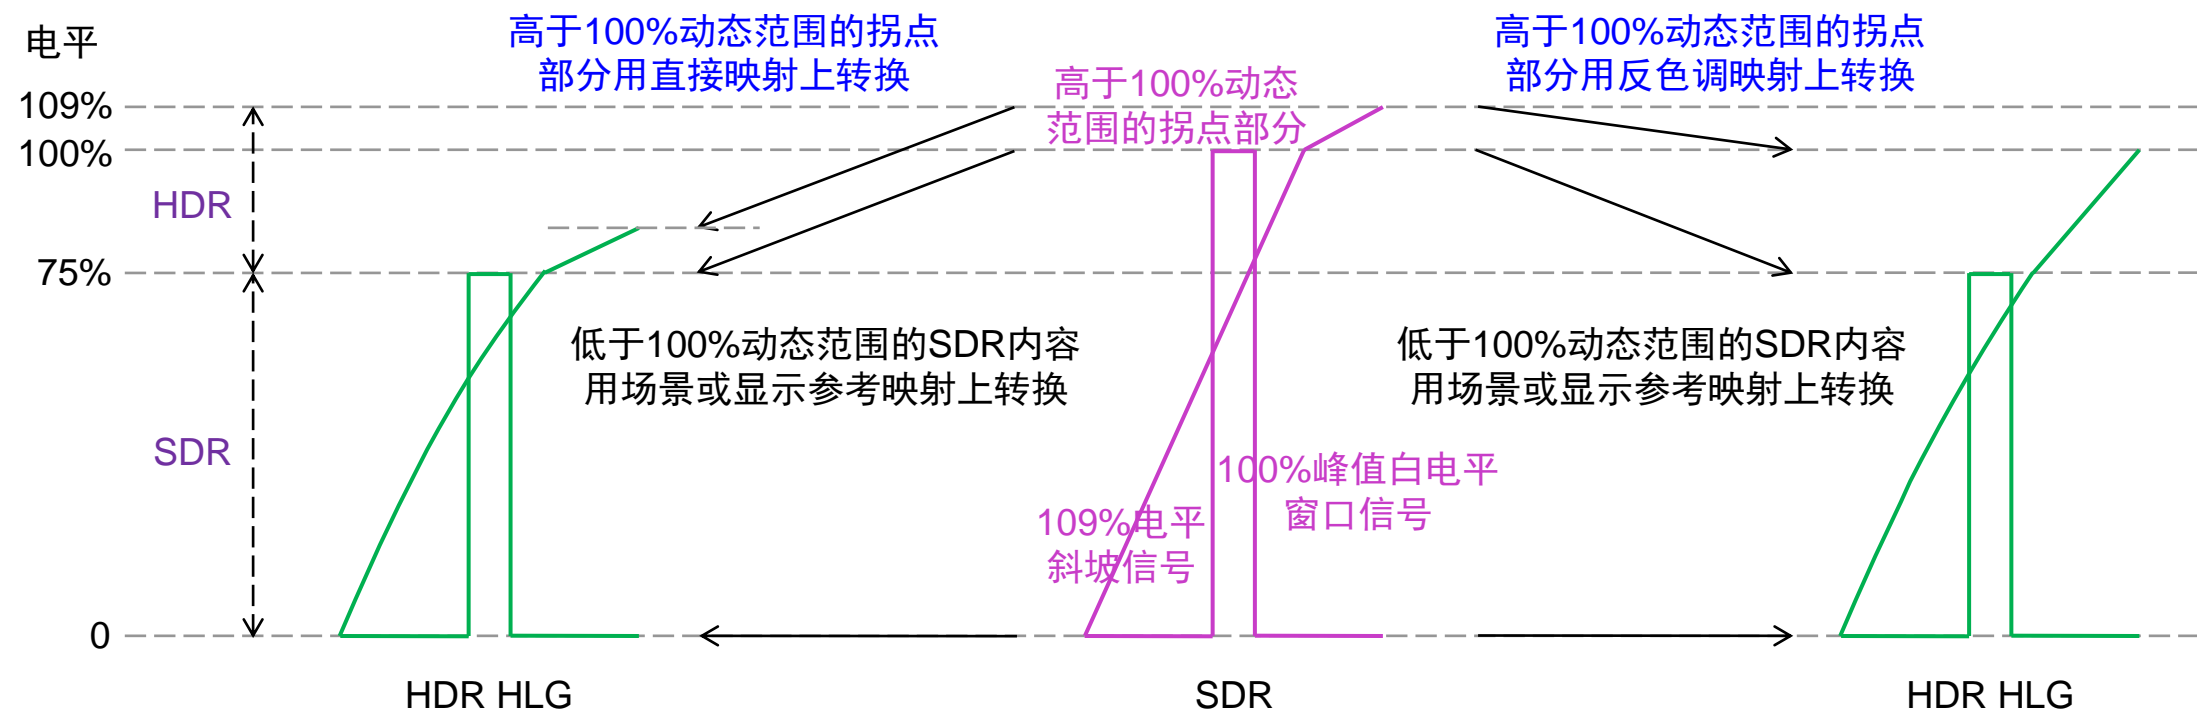 电平
高于100%动态范围的拐点
部分用直接映射上转换
高于100%动态
范围的拐点部分
高于100%动态范围的拐点
部分用反色调映射上转换
109%
100%
HDR
75%
SDR
0
低于100%动态范围的SDR内容
用场景或显示参考映射上转换
低于100%动态范围的SDR内容
用场景或显示参考映射上转换
100%峰值白电平
窗口信号
109%电平
斜坡信号
HDR HLG
SDR
HDR HLG